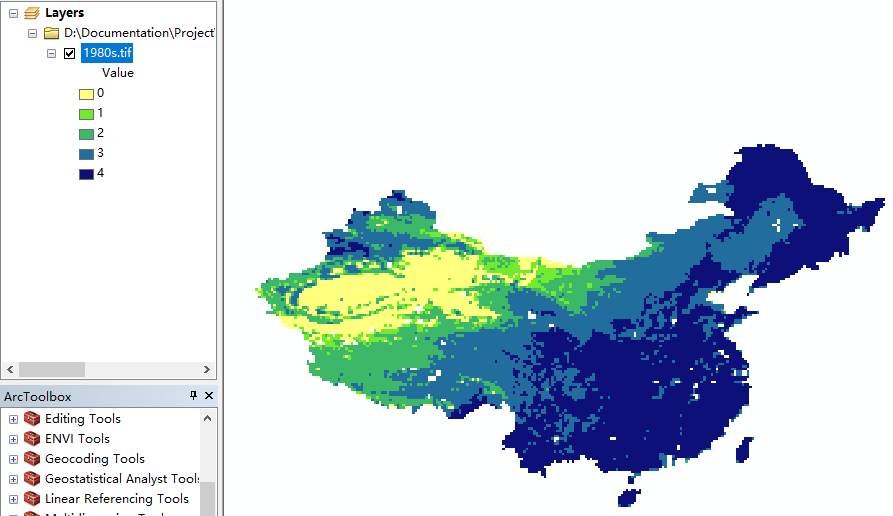 Layers
D:\Documentation\Project
1980s.tif
Value
0
1
2
3
4
ArcToolbox
Editing Tools
ENVI Tools
Geocoding Tools
Geostatistical Analyst Tools
Linear Referencing Tools